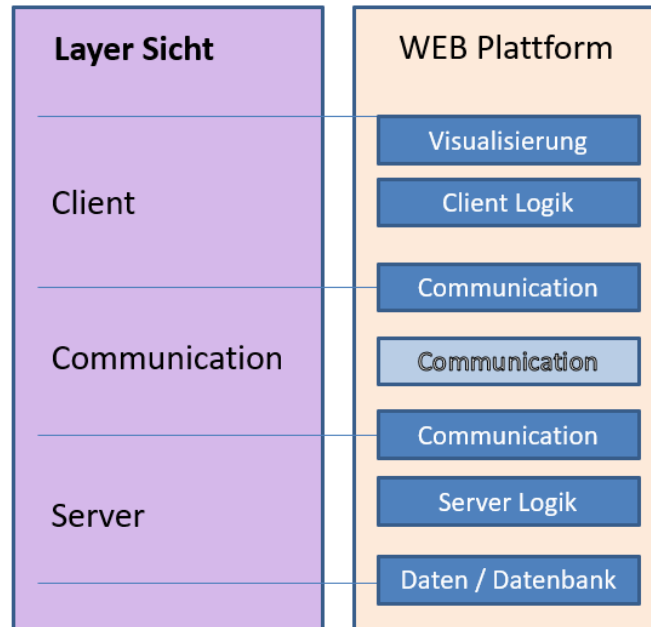 Layer Sicht
Client
Communication
Server
WEB Plattform
Visualisierung
Client Logik
Communication
Communication
Communication
Server Logik
Daten / Datenbank